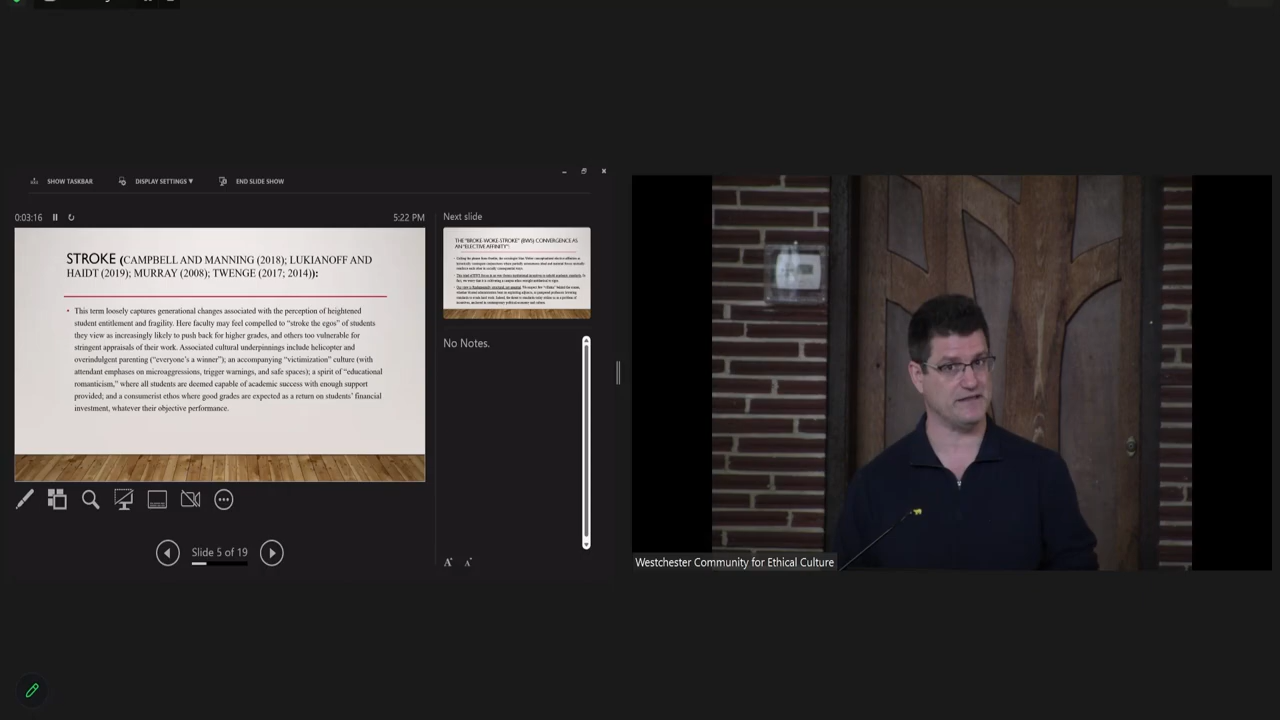 SHOW TASKBAR
DISPLAY SETTINGS ▼
END SLIDE SHOW
0:03:16
5:22 PM
STROKE (CAMPBELL AND MANNING (2018); LUKIANOFF AND
HAIDT (2019); MURRAY (2008); TWENGE (2017; 2014)):
• This term loosely captures generational changes associated with the perception of heightened
student entitlement and fragility. Here faculty may feel compelled to “stroke the egos” of students
they view as increasingly likely to push back for higher grades, and others too vulnerable for
stringent appraisals of their work. Associated cultural underpinnings include helicopter and
overindulgent parenting (“everyone’s a winner”); an accompanying “victimization” culture (with
attendant emphases on microaggressions, trigger warnings, and safe spaces); a spirit of “educational
romanticism,” where all students are deemed capable of academic success with enough support
provided; and a consumerist ethos where good grades are expected as a return on students’ financial
investment, whatever their objective performance.
Slide 5 of 19
Next slide
THE “BROKE-WOKE-STROKE” (BWS) CONVERGENCE AS
AN “ELECTIVE AFFINITY”:
No Notes.
A A
Westchester Community for Ethical Culture